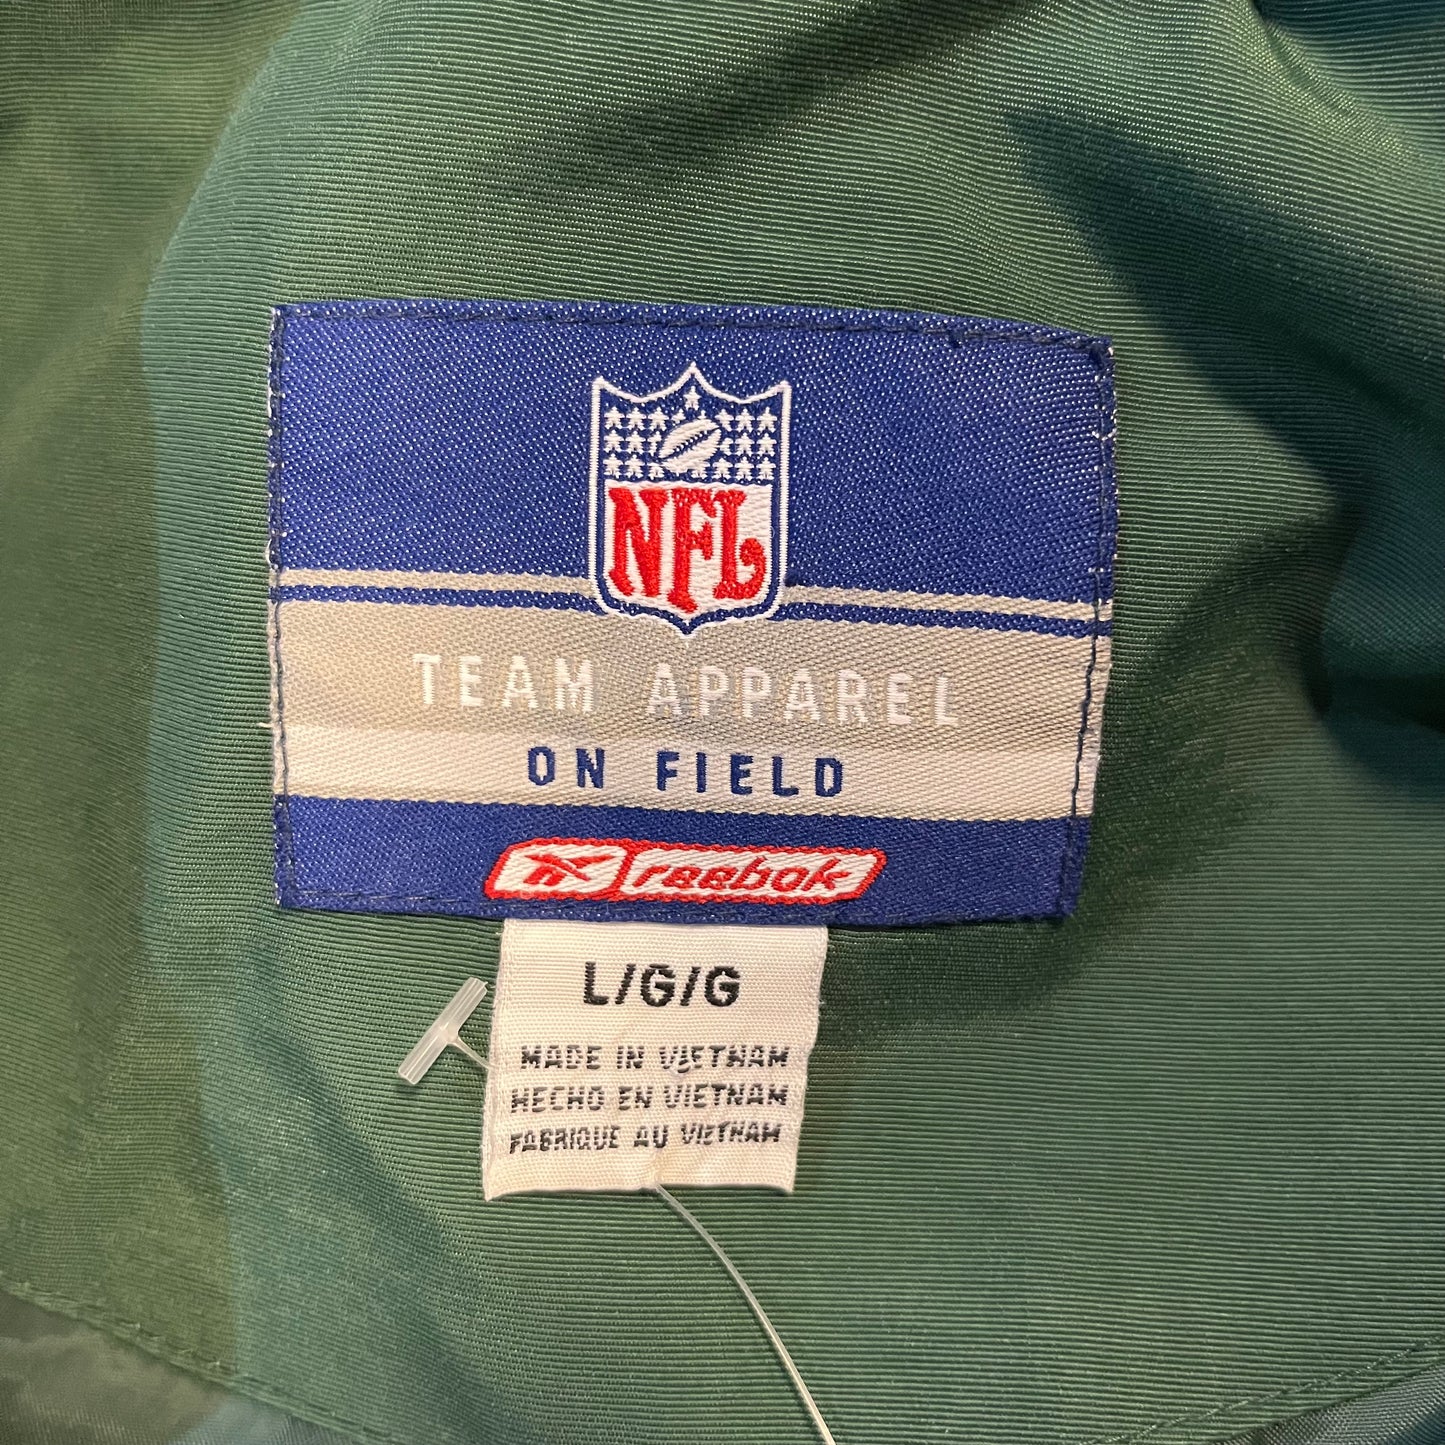 NFL
TEAM APPAREL
ON FIELD
Reebok
L/G/G
MADE IN VIETNAM
HECHO EN VIETNAM
FABRIQUE AU VIETNAM